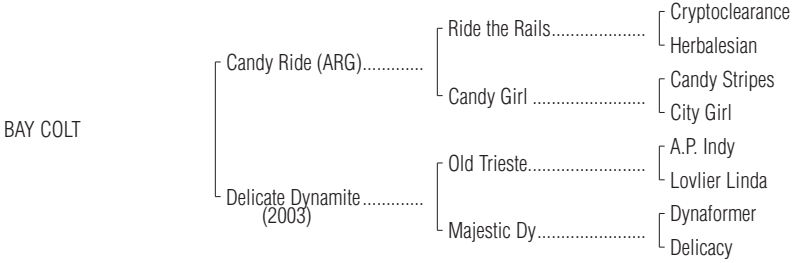 Cryptoclearance
Ride the Rails.....................
Herbalesian
Candy Ride (ARG).............
Candy Stripes
Candy Girl .........................
City Girl
BAY COLT
A.P. Indy
Old Trieste..........................
Lovlier Linda
Delicate Dynamite.............
(2003)
Dynaformer
Majestic Dy........................
Delicacy